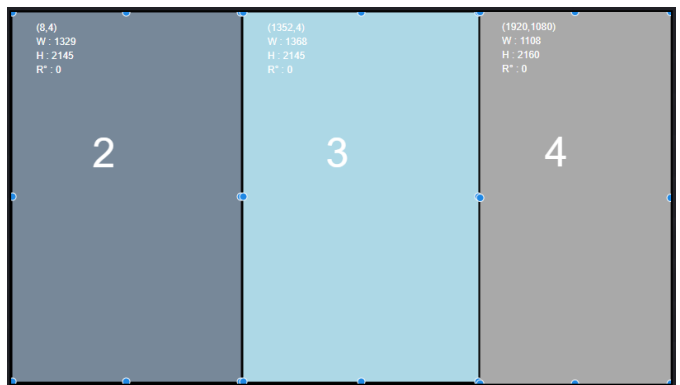 (8,4)
W : 1329
H : 2145
R° : 0
2
(1352,4)
W : 1368
H : 2145
R° : 0
3
(1920,1080)
W : 1108
H : 2160
R° : 0
4